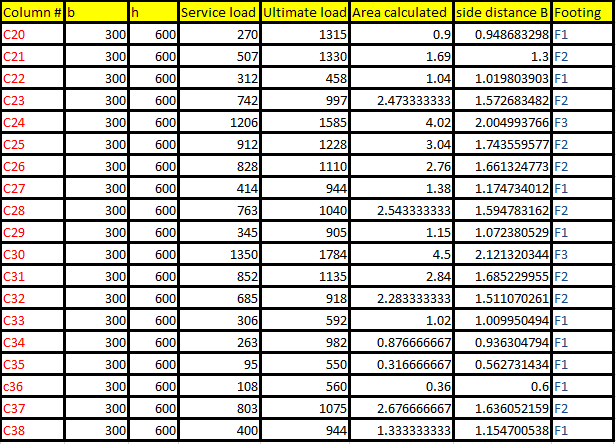 Column # b h Service load Ultimate load Area calculated side distance B Footing
C20 300 600 270 1315 0.9 0.948683298 F1
C21 300 600 507 1330 1.69 1.3 F2
C22 300 600 312 458 1.04 1.019803903 F1
C23 300 600 742 997 2.473333333 1.572683482 F2
C24 300 600 1206 1585 4.02 2.004993766 F3
C25 300 600 912 1228 3.04 1.743559577 F2
C26 300 600 828 1110 2.76 1.661324773 F2
C27 300 600 414 944 1.38 1.174734012 F1
C28 300 600 763 1040 2.543333333 1.594783162 F2
C29 300 600 345 905 1.15 1.072380529 F1
C30 300 600 1350 1784 4.5 2.121320344 F3
C31 300 600 852 1135 2.84 1.685229955 F2
C32 300 600 685 918 2.283333333 1.511070261 F2
C33 300 600 306 592 1.02 1.009950494 F1
C34 300 600 263 982 0.876666667 0.936304794 F1
C35 300 600 95 550 0.316666667 0.562731434 F1
c36 300 600 108 560 0.36 0.6 F1
C37 300 600 803 1075 2.676666667 1.636052159 F2
C38 300 600 400 944 1.333333333 1.154700538 F1